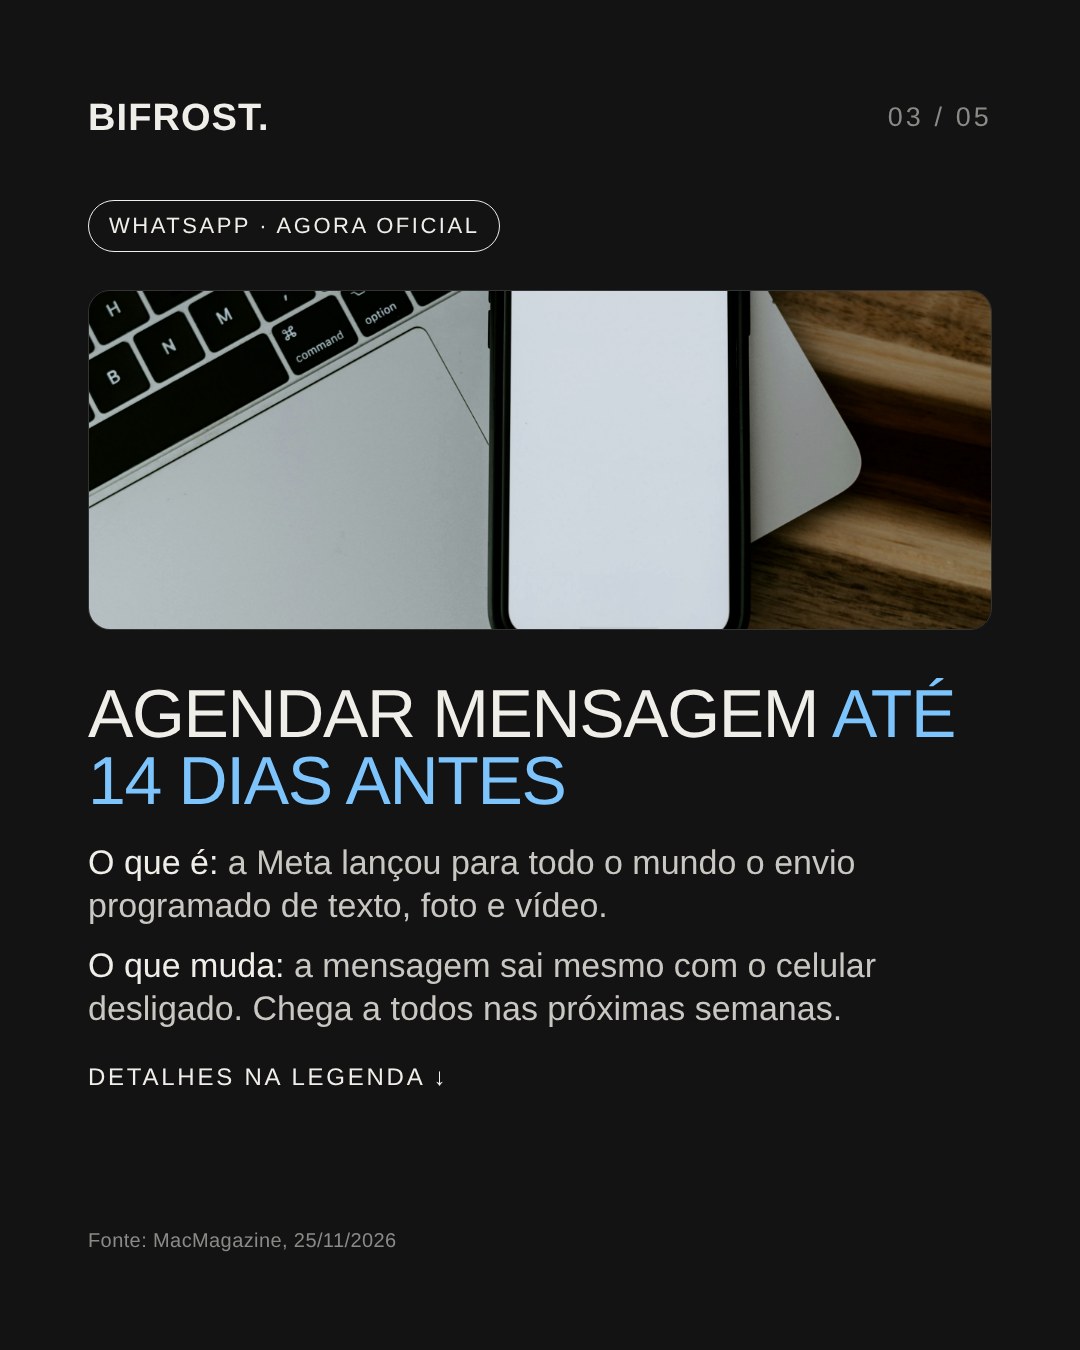 BIFROST.
03 / 05
WHATSAPP · AGORA OFICIAL
H
M
B
N
⌘
command
option
AGENDAR MENSAGEM ATÉ
14 DIAS ANTES
O que é: a Meta lançou para todo o mundo o envio
programado de texto, foto e vídeo.
O que muda: a mensagem sai mesmo com o celular
desligado. Chega a todos nas próximas semanas.
DETALHES NA LEGENDA ↓
Fonte: MacMagazine, 25/11/2026